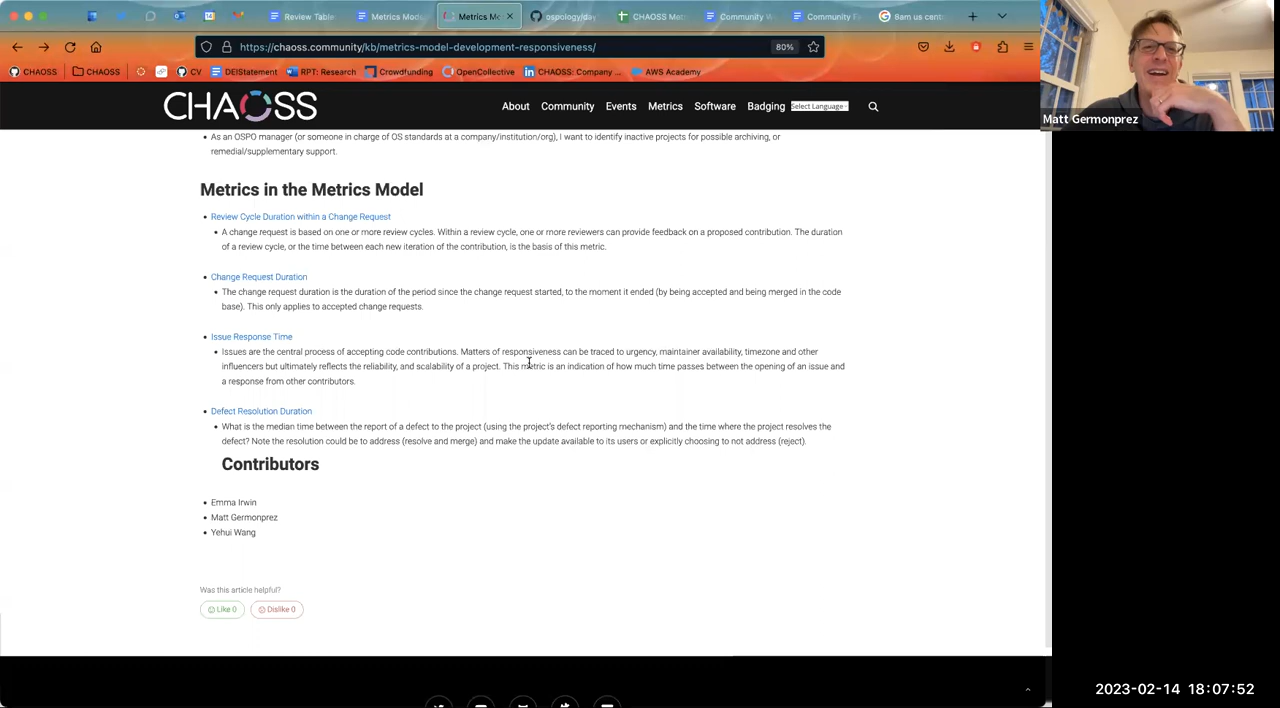 Review Table
Metrics Mod
Metrics Mo
ospology/day
CHAOSS Met
Community W
Community
8am us cent
https://chaoss.community/kb/metrics-model-development-responsiveness/
80%
CHAOSS
CHAOSS
CV
DEIStatement
RPT: Research
Crowdfunding
OpenCollective
CHAOSS: Company ...
AWS Academy
Matt Germonprez
CHAOSS
About
Community
Events
Metrics
Software
Badging
Select Language
As an OSPO manager (or someone in charge of OS standards at a company/institution/org), I want to identify inactive projects for possible archiving, or
remedial/supplementary support.
Metrics in the Metrics Model
Review Cycle Duration within a Change Request
A change request is based on one or more review cycles. Within a review cycle, one or more reviewers can provide feedback on a proposed contribution. The duration
of a review cycle, or the time between each new iteration of the contribution, is the basis of this metric.
Change Request Duration
The change request duration is the duration of the period since the change request started, to the moment it ended (by being accepted and being merged in the code
base). This only applies to accepted change requests.
Issue Response Time
Issues are the central process of accepting code contributions. Matters of responsiveness can be traced to urgency, maintainer availability, timezone and other
influencers but ultimately reflects the reliability, and scalability of a project. This metric is an indication of how much time passes between the opening of an issue and
a response from other contributors.
Defect Resolution Duration
What is the median time between the report of a defect to the project (using the project's defect reporting mechanism) and the time where the project resolves the
defect? Note the resolution could be to address (resolve and merge) and make the update available to its users or explicitly choosing to not address (reject).
Contributors
Emma Irwin
Matt Germonprez
Yehui Wang
Was this article helpful?
Like 0
Dislike 0
2023-02-14 18:07:52